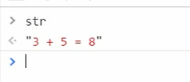 > str
<· "3 + 5 = 8"
>